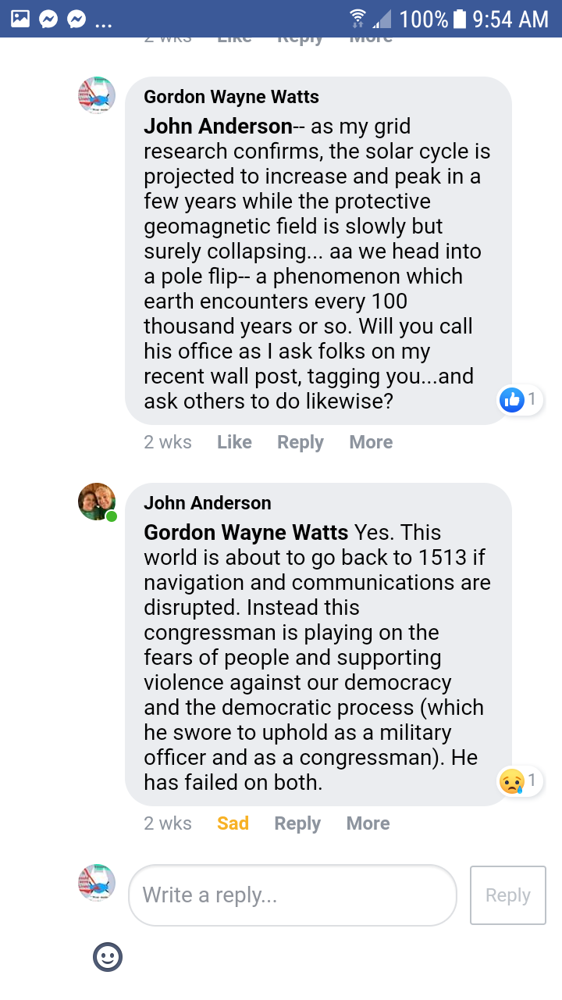 ... 100% 9:54 AM
2 wks Like Reply More
Gordon Wayne Watts
John Anderson-- as my grid
research confirms, the solar cycle is
projected to increase and peak in a
few years while the protective
geomagnetic field is slowly but
surely collapsing... aa we head into
a pole flip-- a phenomenon which
earth encounters every 100
thousand years or so. Will you call
his office as I ask folks on my
recent wall post, tagging you...and
ask others to do likewise?
1
2 wks Like Reply More
John Anderson
Gordon Wayne Watts Yes. This
world is about to go back to 1513 if
navigation and communications are
disrupted. Instead this
congressman is playing on the
fears of people and supporting
violence against our democracy
and the democratic process (which
he swore to uphold as a military
officer and as a congressman). He
has failed on both.
1
2 wks Sad Reply More
Write a reply... Reply